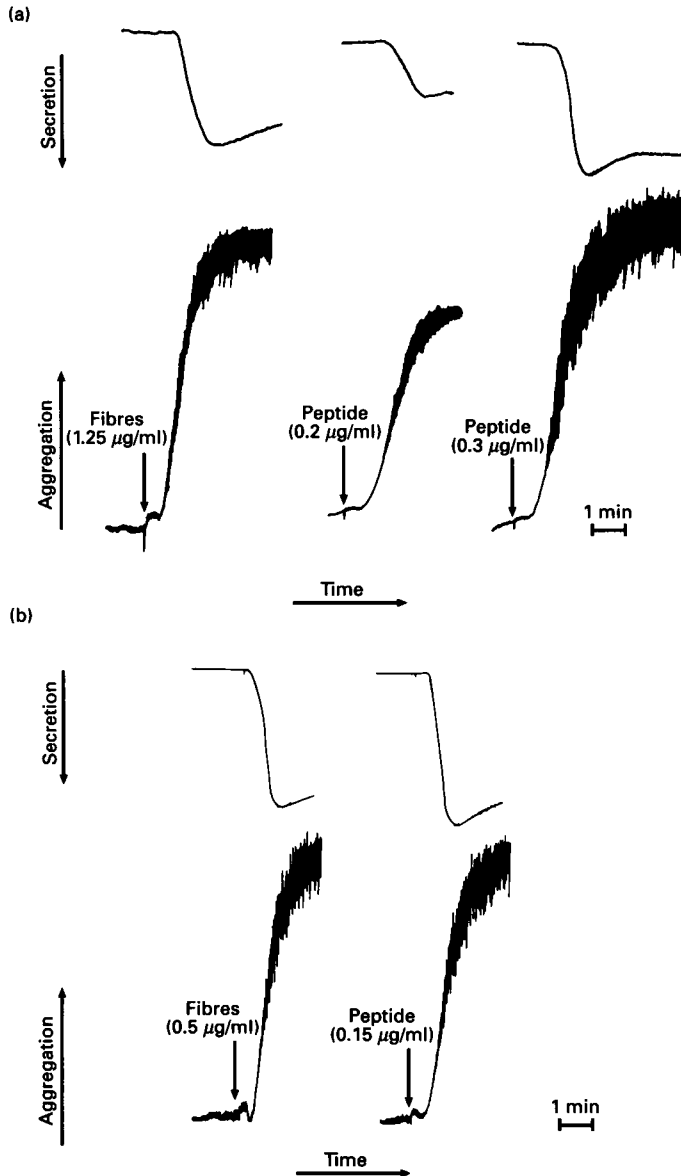 (a)
Secretion
Aggregation
Fibres
(1.25 μg/ml)
Peptide
(0.2 μg/ml)
Peptide
(0.3 μg/ml)
1 min
Time
(b)
Secretion
Aggregation
Fibres
(0.5 μg/ml)
Peptide
(0.15 μg/ml)
1 min
Time